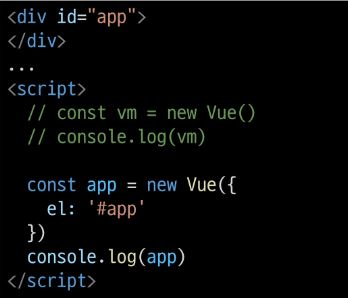 <div id="app">
</div>
...
<script>
  // const vm = new Vue()
  // console.log(vm)

  const app = new Vue({
    el: '#app'
  })
  console.log(app)
</script>